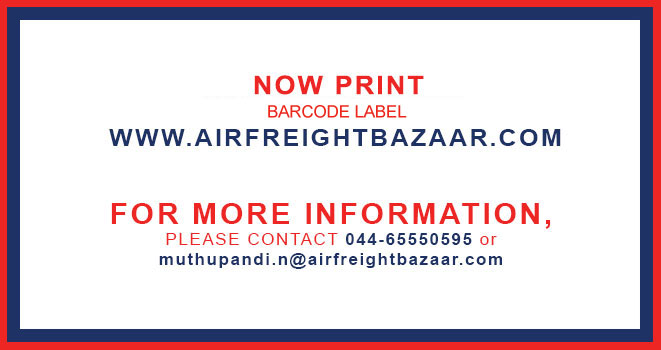 NOW PRINT
BARCODE LABEL
WWW.AIRFREIGHTBAZAAR.COM
FOR MORE INFORMATION,
PLEASE CONTACT 044-65550595 or
muthupandi.n@airfreightbazaar.com